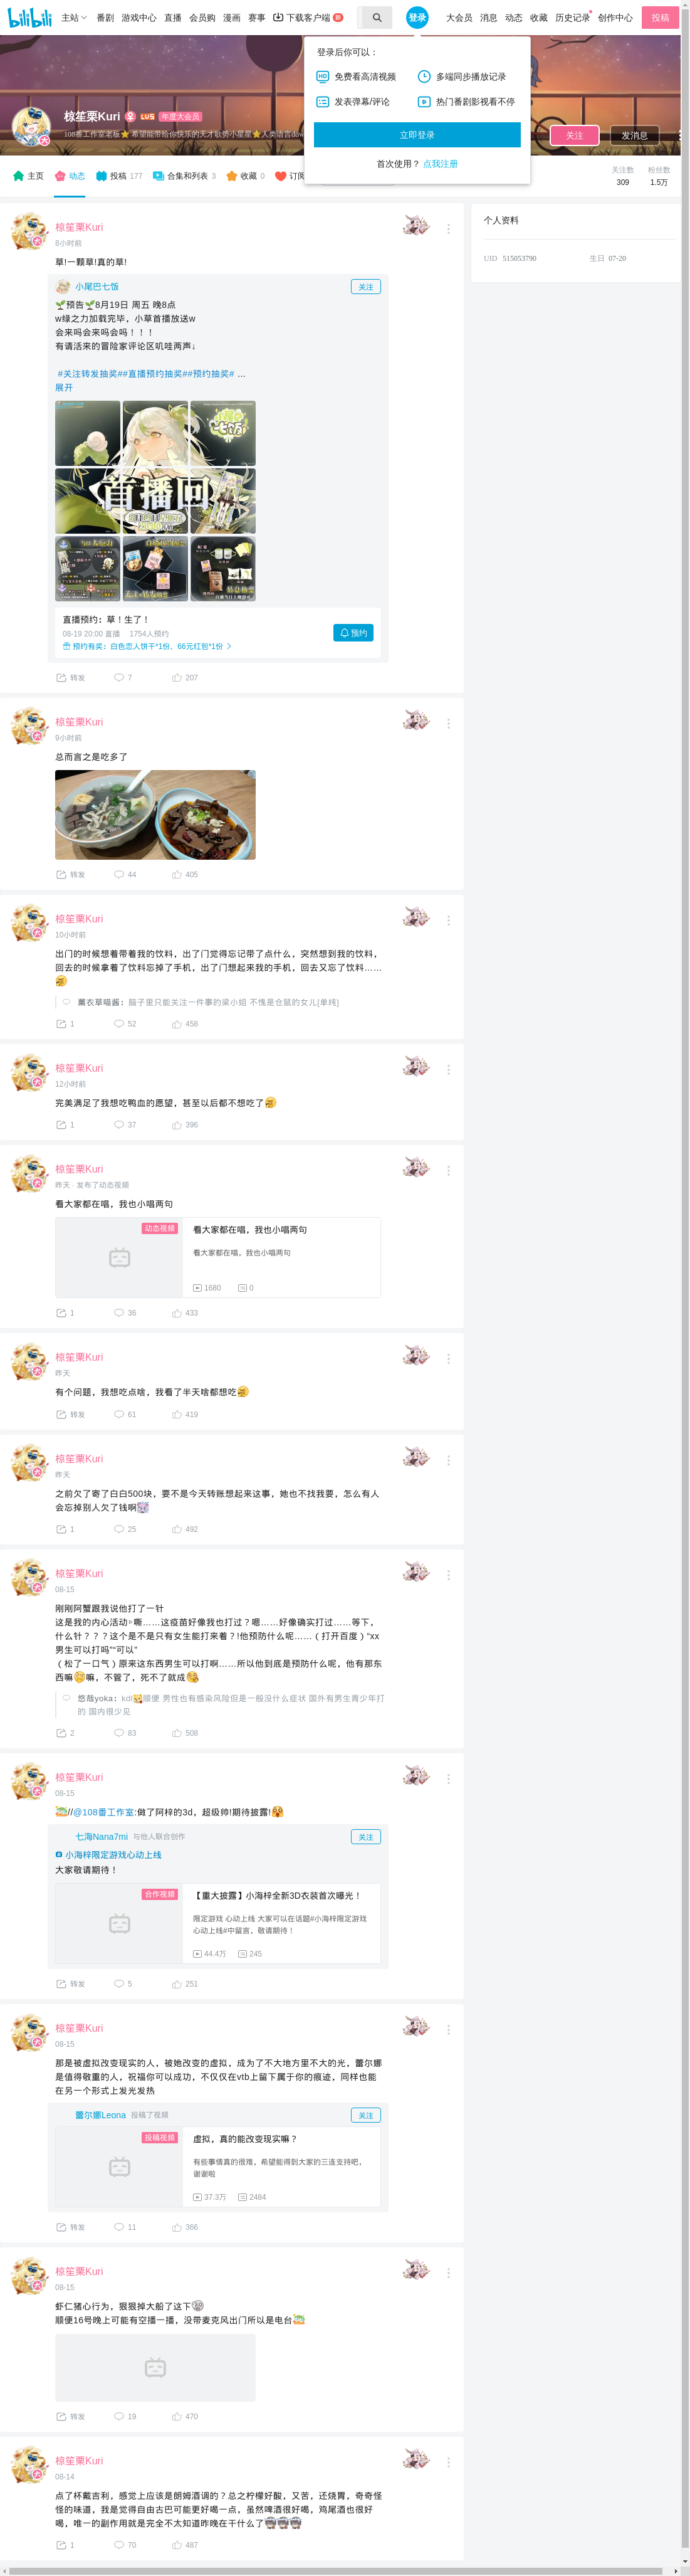 bilibili 主站 番剧 游戏中心 直播 会员购 漫画 赛事 下载客户端 登录 大会员 消息 动态 收藏 历史记录 创作中心 投稿
登录后你可以：
免费看高清视频 多端同步播放记录
发表弹幕/评论 热门番剧影视看不停
立即登录
首次使用？点我注册
椋笙栗Kuri LV5 年度大会员
108番工作室老板 希望能带给你快乐的天才歌势小星星 人类语言dow
关注 发消息
主页 动态 投稿 177 合集和列表 3 收藏 0 订阅
关注数 粉丝数
309 1.5万
个人资料
UID 515053790 生日 07-20
椋笙栗Kuri
8小时前
草!一颗草!真的草!
小尾巴七饭 关注
🌱预告🌱8月19日 周五 晚8点
w绿之力加载完毕，小草首播放送w
会来吗会来吗会吗！！！
有请活来的冒险家评论区叽哇两声↓
#关注转发抽奖##直播预约抽奖##预约抽奖# ...
展开
首播回
直播预约：草！生了！
08-19 20:00 直播 1754人预约
预约有奖：白色恋人饼干*1份、66元红包*1份
预约
转发 7 207
椋笙栗Kuri
9小时前
总而言之是吃多了
转发 44 405
椋笙栗Kuri
10小时前
出门的时候想着带着我的饮料，出了门觉得忘记带了点什么，突然想到我的饮料，
回去的时候拿着了饮料忘掉了手机，出了门想起来我的手机，回去又忘了饮料……
薰衣草喵酱：脑子里只能关注一件事的梁小姐 不愧是仓鼠的女儿[单纯]
1 52 458
椋笙栗Kuri
12小时前
完美满足了我想吃鸭血的愿望，甚至以后都不想吃了
1 37 396
椋笙栗Kuri
昨天 · 发布了动态视频
看大家都在唱，我也小唱两句
动态视频
看大家都在唱，我也小唱两句
看大家都在唱，我也小唱两句
1680 0
1 36 433
椋笙栗Kuri
昨天
有个问题，我想吃点啥，我看了半天啥都想吃
转发 61 419
椋笙栗Kuri
昨天
之前欠了寄了白白500块，要不是今天转账想起来这事，她也不找我要，怎么有人
会忘掉别人欠了钱啊
1 25 492
椋笙栗Kuri
08-15
刚刚阿蟹跟我说他打了一针
这是我的内心活动▹嘶……这疫苗好像我也打过？嗯……好像确实打过……等下，
什么针？？？这个是不是只有女生能打来着？!他预防什么呢……（打开百度）“xx
男生可以打吗”“可以”
（松了一口气）原来这东西男生可以打啊……所以他到底是预防什么呢，他有那东
西嘛 嘛，不管了，死不了就成
悠哉yoka：kdl 顺便 男性也有感染风险但是一般没什么症状 国外有男生青少年打
的 国内很少见
2 83 508
椋笙栗Kuri
08-15
//@108番工作室:做了阿梓的3d，超级帅!期待披露!
七海Nana7mi 与他人联合创作 关注
小海梓限定游戏心动上线
大家敬请期待！
合作视频
【重大披露】小海梓全新3D衣装首次曝光！
限定游戏 心动上线 大家可以在话题#小海梓限定游戏
心动上线#中留言，敬请期待！
44.4万 245
转发 5 251
椋笙栗Kuri
08-15
那是被虚拟改变现实的人，被她改变的虚拟，成为了不大地方里不大的光，蕾尔娜
是值得敬重的人，祝福你可以成功，不仅仅在vtb上留下属于你的痕迹，同样也能
在另一个形式上发光发热
蕾尔娜Leona 投稿了视频 关注
投稿视频
虚拟，真的能改变现实嘛？
有些事情真的很难，希望能得到大家的三连支持吧，
谢谢啦
37.3万 2484
转发 11 366
椋笙栗Kuri
08-15
虾仁猪心行为，狠狠掉大船了这下
顺便16号晚上可能有空播一播，没带麦克风出门所以是电台
转发 19 470
椋笙栗Kuri
08-14
点了杯戴吉利，感觉上应该是朗姆酒调的？总之柠檬好酸，又苦，还烧胃，奇奇怪
怪的味道，我是觉得自由古巴可能更好喝一点，虽然啤酒很好喝，鸡尾酒也很好
喝，唯一的副作用就是完全不太知道昨晚在干什么了
1 70 487